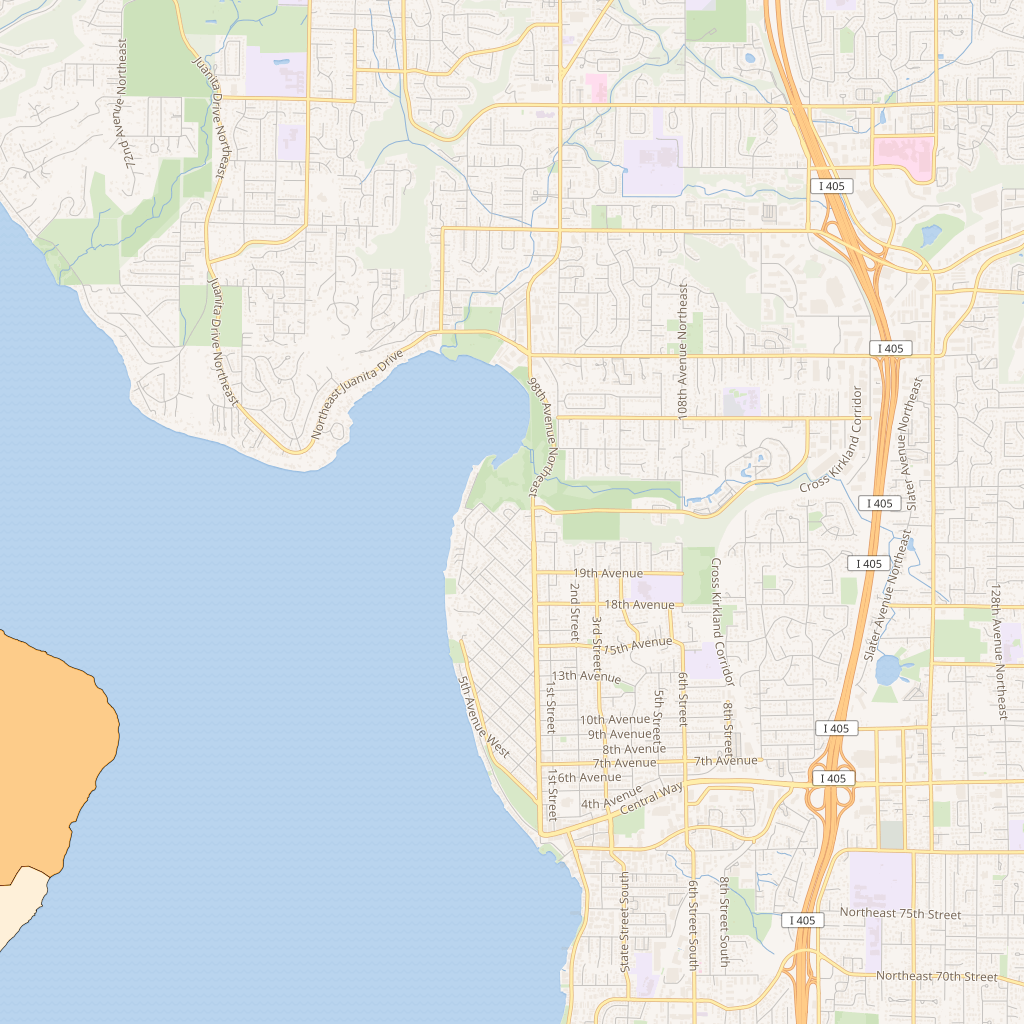 72nd Avenue Northeast
Juanita Drive Northeast
I 405
Juanita Drive Northeast
108th Avenue Northeast
I 405
Northeast Juanita Drive
98th Avenue Northeast
Slater Avenue Northeast
Cross Kirkland Corridor
I 405
I 405
Slater Avenue Northeast
19th Avenue
2nd Street
18th Avenue
3rd Street
Cross Kirkland Corridor
128th Avenue Northeast
15th Avenue
13th Avenue
5th Avenue West
1st Street
5th Street
6th Street
8th Street
10th Avenue
9th Avenue
8th Avenue
7th Avenue
7th Avenue
I 405
6th Avenue
I 405
1st Street
4th Avenue
Central Way
State Street South
6th Street South
8th Street South
Northeast 75th Street
I 405
Northeast 70th Street